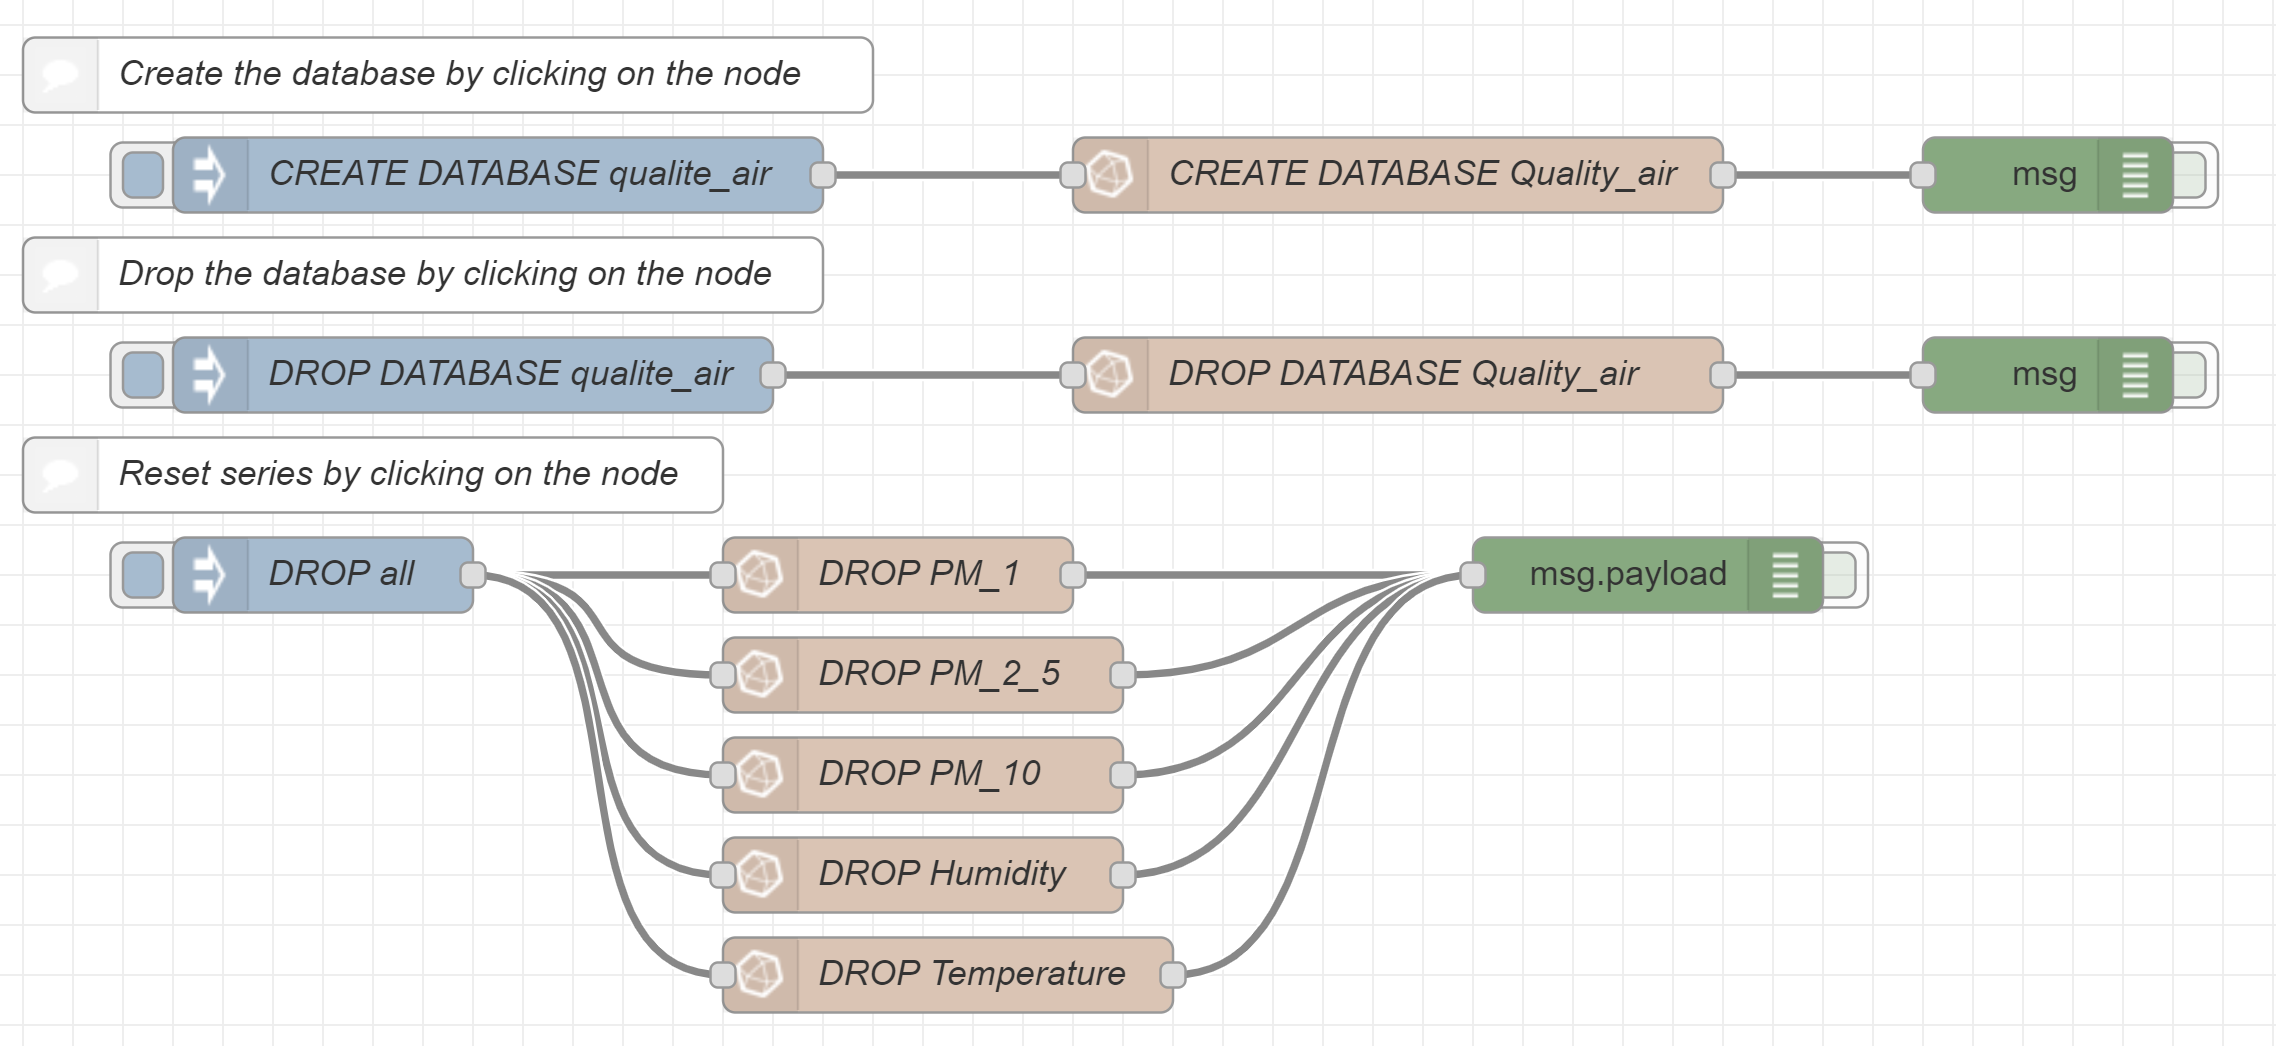 Create the database by clicking on the node
CREATE DATABASE qualite_air
CREATE DATABASE Quality_air
msg
Drop the database by clicking on the node
DROP DATABASE qualite_air
DROP DATABASE Quality_air
msg
Reset series by clicking on the node
DROP all
DROP PM_1
msg.payload
DROP PM_2_5
DROP PM_10
DROP Humidity
DROP Temperature